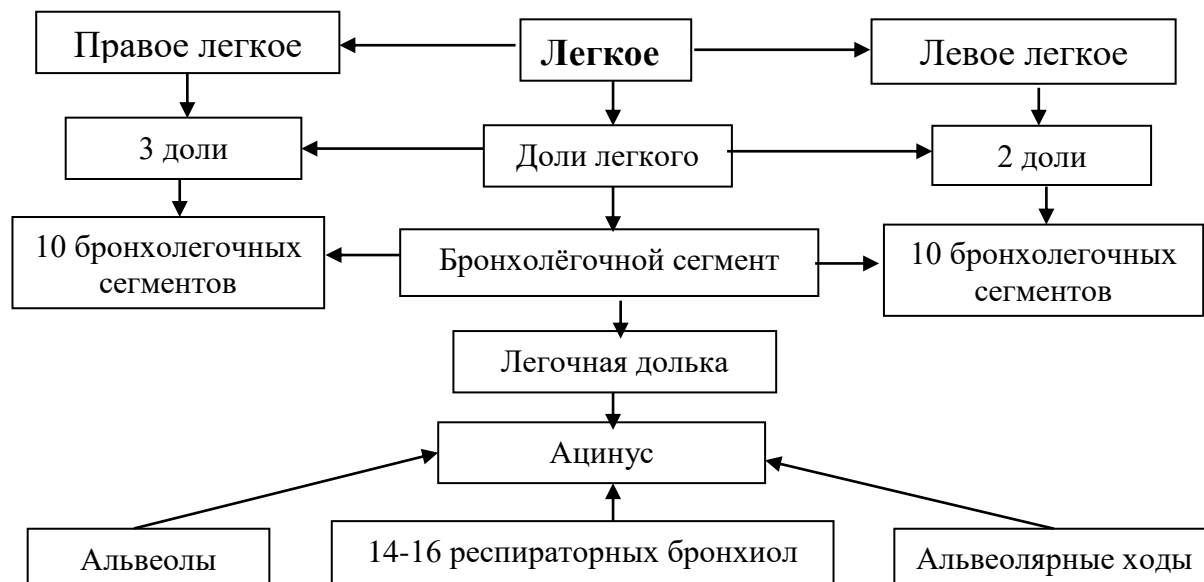 Правое легкое
Легкое
Левое легкое
3 доли
Доли легкого
2 доли
10 бронхолегочных
сегментов
Бронхолёгочной сегмент
10 бронхолегочных
сегментов
Легочная долька
Ацинус
Альвеолы
14-16 респираторных бронхиол
Альвеолярные ходы